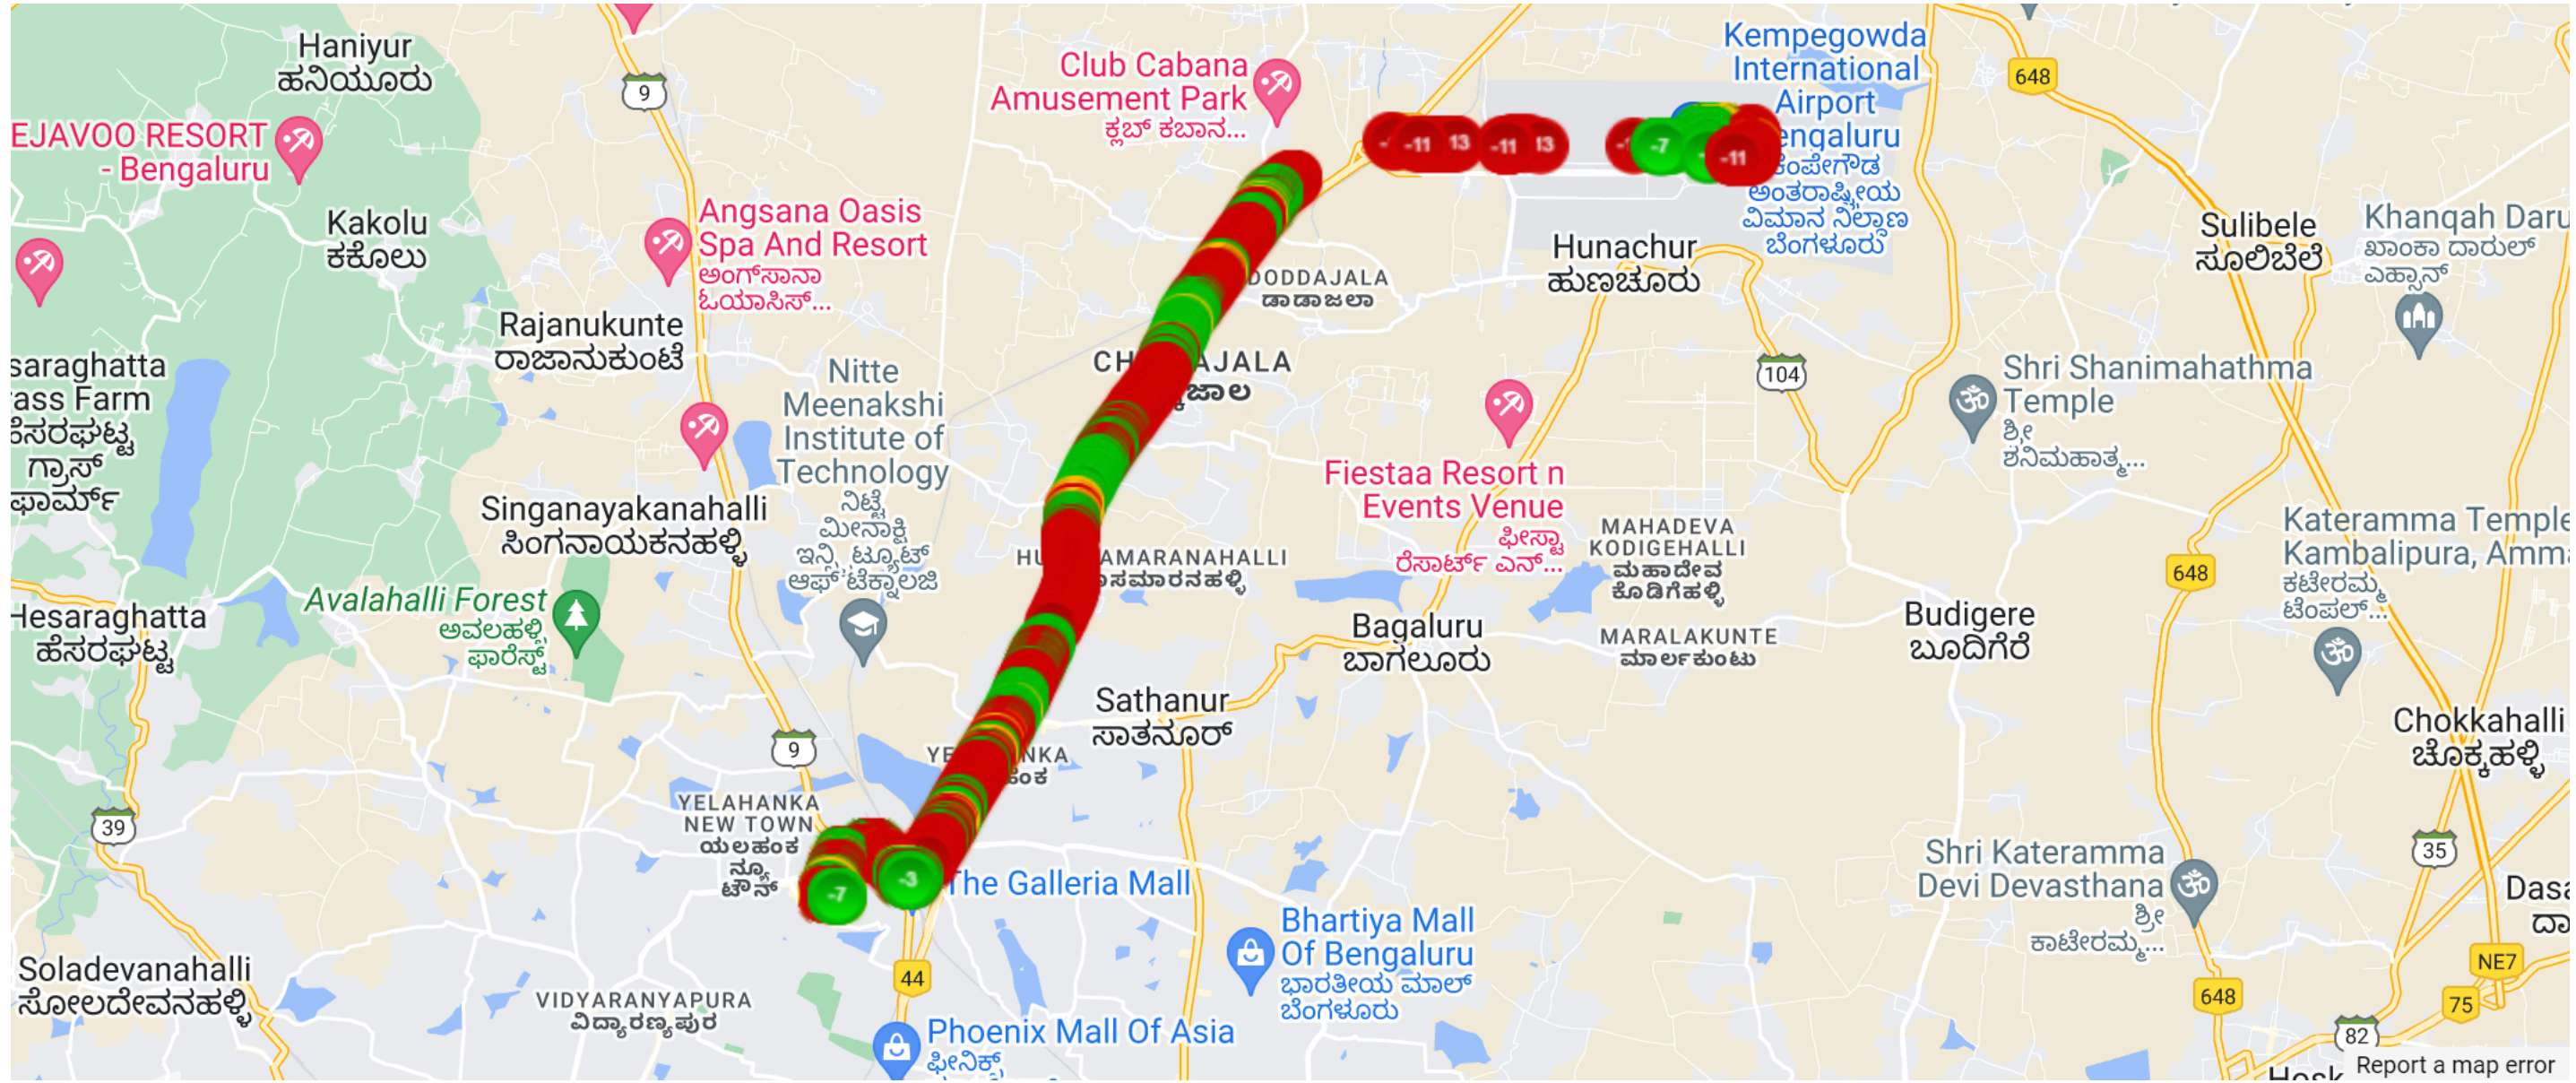 Haniyur
ಹನಿಯೂರು
9
Club Cabana
Amusement Park
ಕ್ಲಬ್ ಕಬಾನ...
Kempegowda
International
Airport
ಕೆಂಪೇಗೌಡ
ಅಂತರಾಷ್ಟ್ರೀಯ
ವಿಮಾನ ನಿಲ್ದಾಣ
ಬೆಂಗಳೂರು
648
EJAVOO RESORT
- Bengaluru
-11
13
-11
13
-7
-11
Kakolu
ಕಕೊಲು
Angsana Oasis
Spa And Resort
ಅಂಗ್‌ಸಾನಾ
ಓಯಾಸಿಸ್...
DODDAJALA
ಡಾಡಾಜಲಾ
Hunachur
ಹುಣಚೂರು
Sulibele
ಸೂಲಿಬೆಲೆ
Khanqah Daru
ಖಾಂಕಾ ದಾರುಲ್
ಎಹ್ಸಾನ್
Rajanukunte
ರಾಜಾನುಕುಂಟೆ
104
Shri Shanimahathma
Temple
ಶ್ರೀ
ಶನಿಮಹಾತ್ಮ...
saraghatta
ass Farm
ಹೆಸರಘಟ್ಟ
ಗ್ರಾಸ್
ಫಾರ್ಮ್
Nitte
Meenakshi
Institute of
Technology
ನಿಟ್ಟೆ
ಮೀನಾಕ್ಷಿ
ಇನ್ಸ್ಟಿಟ್ಯೂಟ್
ಆಫ್ ಟೆಕ್ನಾಲಜಿ
Fiestaa Resort n
Events Venue
ಫೀಸ್ಟಾ
ರೆಸಾರ್ಟ್ ಎನ್...
Singanayakanahalli
ಸಿಂಗನಾಯಕನಹಳ್ಳಿ
MAHADEVA
KODIGEHALLI
ಮಹಾದೇವ
ಕೊಡಿಗೆಹಳ್ಳಿ
Kateramma Temple
Kambalipura, Amma
ಕಟೇರಮ್ಮ
ಟೆಂಪಲ್...
648
Avalahalli Forest
ಅವಲಹಳ್ಳಿ
ಫಾರೆಸ್ಟ್
Hesaraghatta
ಹೆಸರಘಟ್ಟ
Bagaluru
ಬಾಗಲೂರು
MARALAKUNTE
ಮಾರ್ಲಕುಂಟು
Budigere
ಬೂದಿಗೆರೆ
Sathanur
ಸಾತನೂರ್
9
Chokkahalli
ಚೊಕ್ಕಹಳ್ಳಿ
YELAHANKA
NEW TOWN
ಯಲಹಂಕ
ನ್ಯೂ
ಟೌನ್
39
-7
-3
The Galleria Mall
Shri Kateramma
Devi Devasthana
ಶ್ರೀ
ಕಾಟೇರಮ್ಮ...
35
Bhartiya Mall
Of Bengaluru
ಭಾರತೀಯ ಮಾಲ್
ಬೆಂಗಳೂರು
Soladevanahalli
ಸೋಲದೇವನಹಳ್ಳಿ
44
VIDYARANYAPURA
ವಿದ್ಯಾರಣ್ಯಪುರ
NE7
648
75
Phoenix Mall Of Asia
ಫೀನಿಕ್ಸ್
82
Report a map error